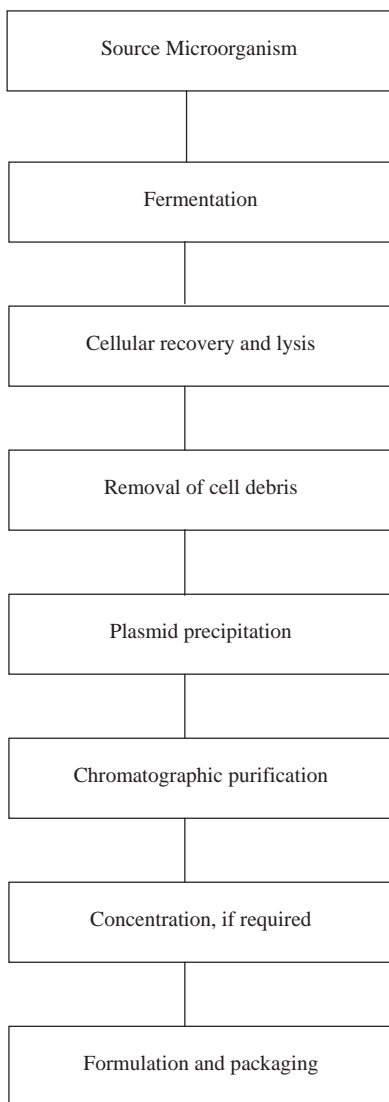 Source Microorganism
Fermentation
Cellular recovery and lysis
Removal of cell debris
Plasmid precipitation
Chromatographic purification
Concentration, if required
Formulation and packaging